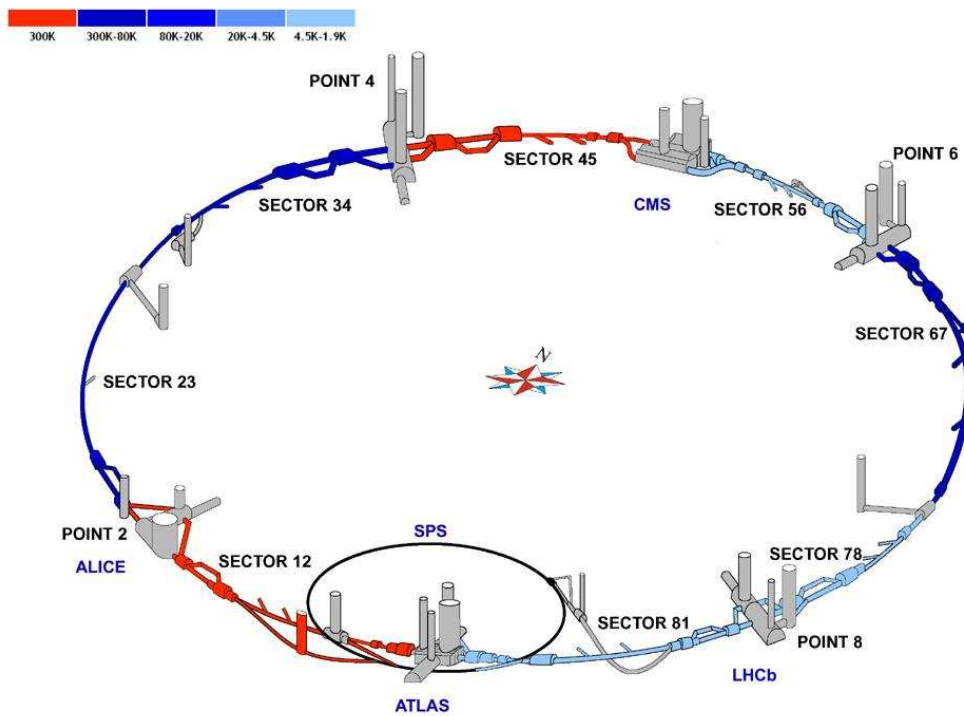 300K 300K-80K 80K-20K 20K-4.5K 4.5K-1.9K
POINT 4
SECTOR 45
POINT 6
SECTOR 34
CMS
SECTOR 56
SECTOR 67
N
SECTOR 23
POINT 2
SPS
ALICE
SECTOR 12
SECTOR 78
SECTOR 81
POINT 8
LHCb
ATLAS